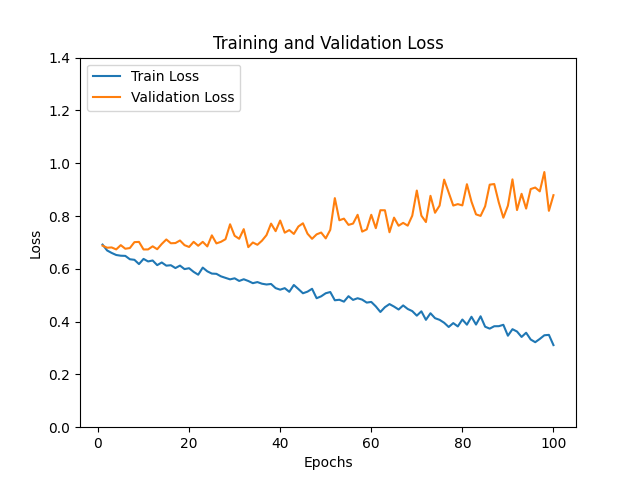 Training and Validation Loss
Train Loss
Validation Loss
Loss
1.4
1.2
1.0
0.8
0.6
0.4
0.2
0.0
0 20 40 60 80 100
Epochs